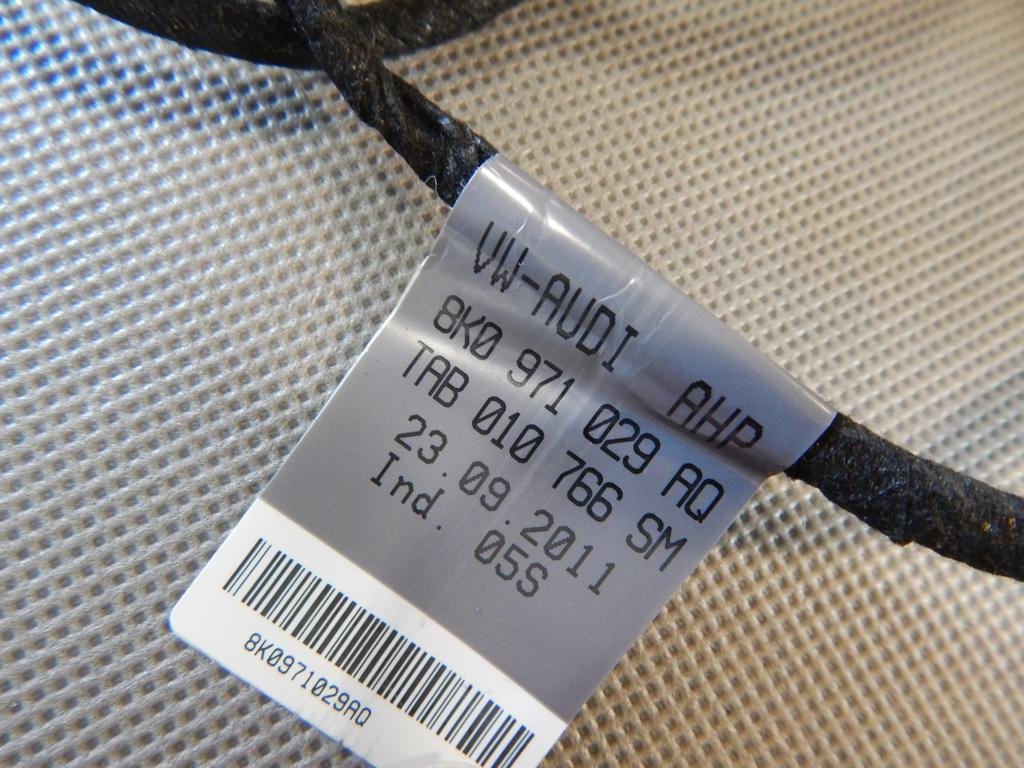 VW-AUDI AHP
8K0 971 029 AQ
TAB 010 766 SM
23.09.2011
Ind. 05S
8K0971029AQ